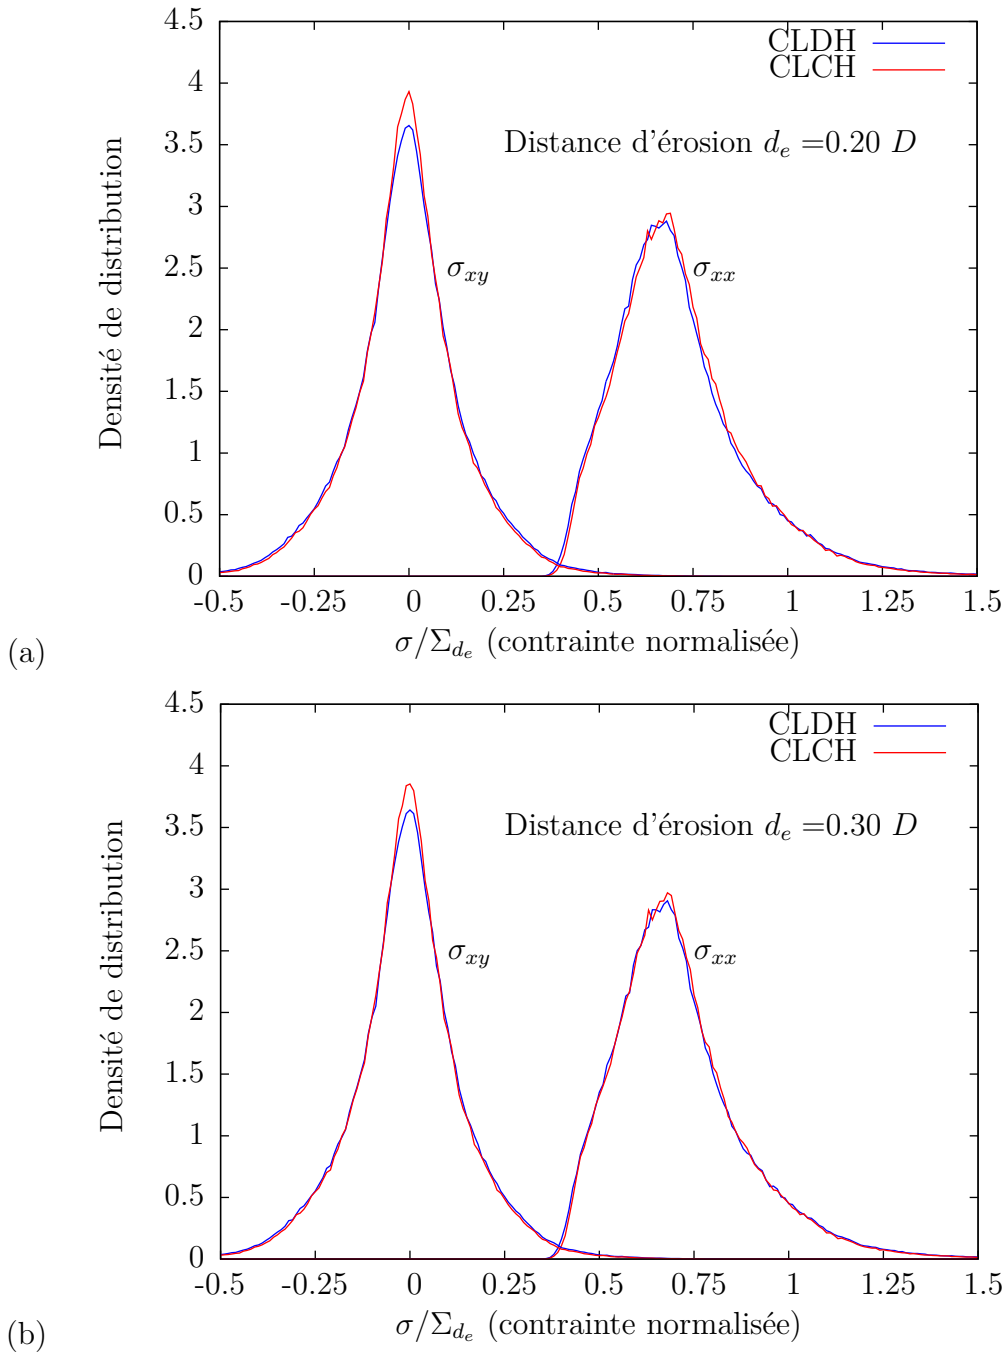 4.5
4
3.5
3
2.5
2
1.5
1
0.5
0
-0.5 -0.25 0 0.25 0.5 0.75 1 1.25 1.5
Densité de distribution
CLDH
CLCH
Distance d'érosion d_e =0.20 D
σ_xy
σ_xx
σ/Σ_{d_e} (contrainte normalisée)
(a)
4.5
4
3.5
3
2.5
2
1.5
1
0.5
0
-0.5 -0.25 0 0.25 0.5 0.75 1 1.25 1.5
Densité de distribution
CLDH
CLCH
Distance d'érosion d_e =0.30 D
σ_xy
σ_xx
σ/Σ_{d_e} (contrainte normalisée)
(b)